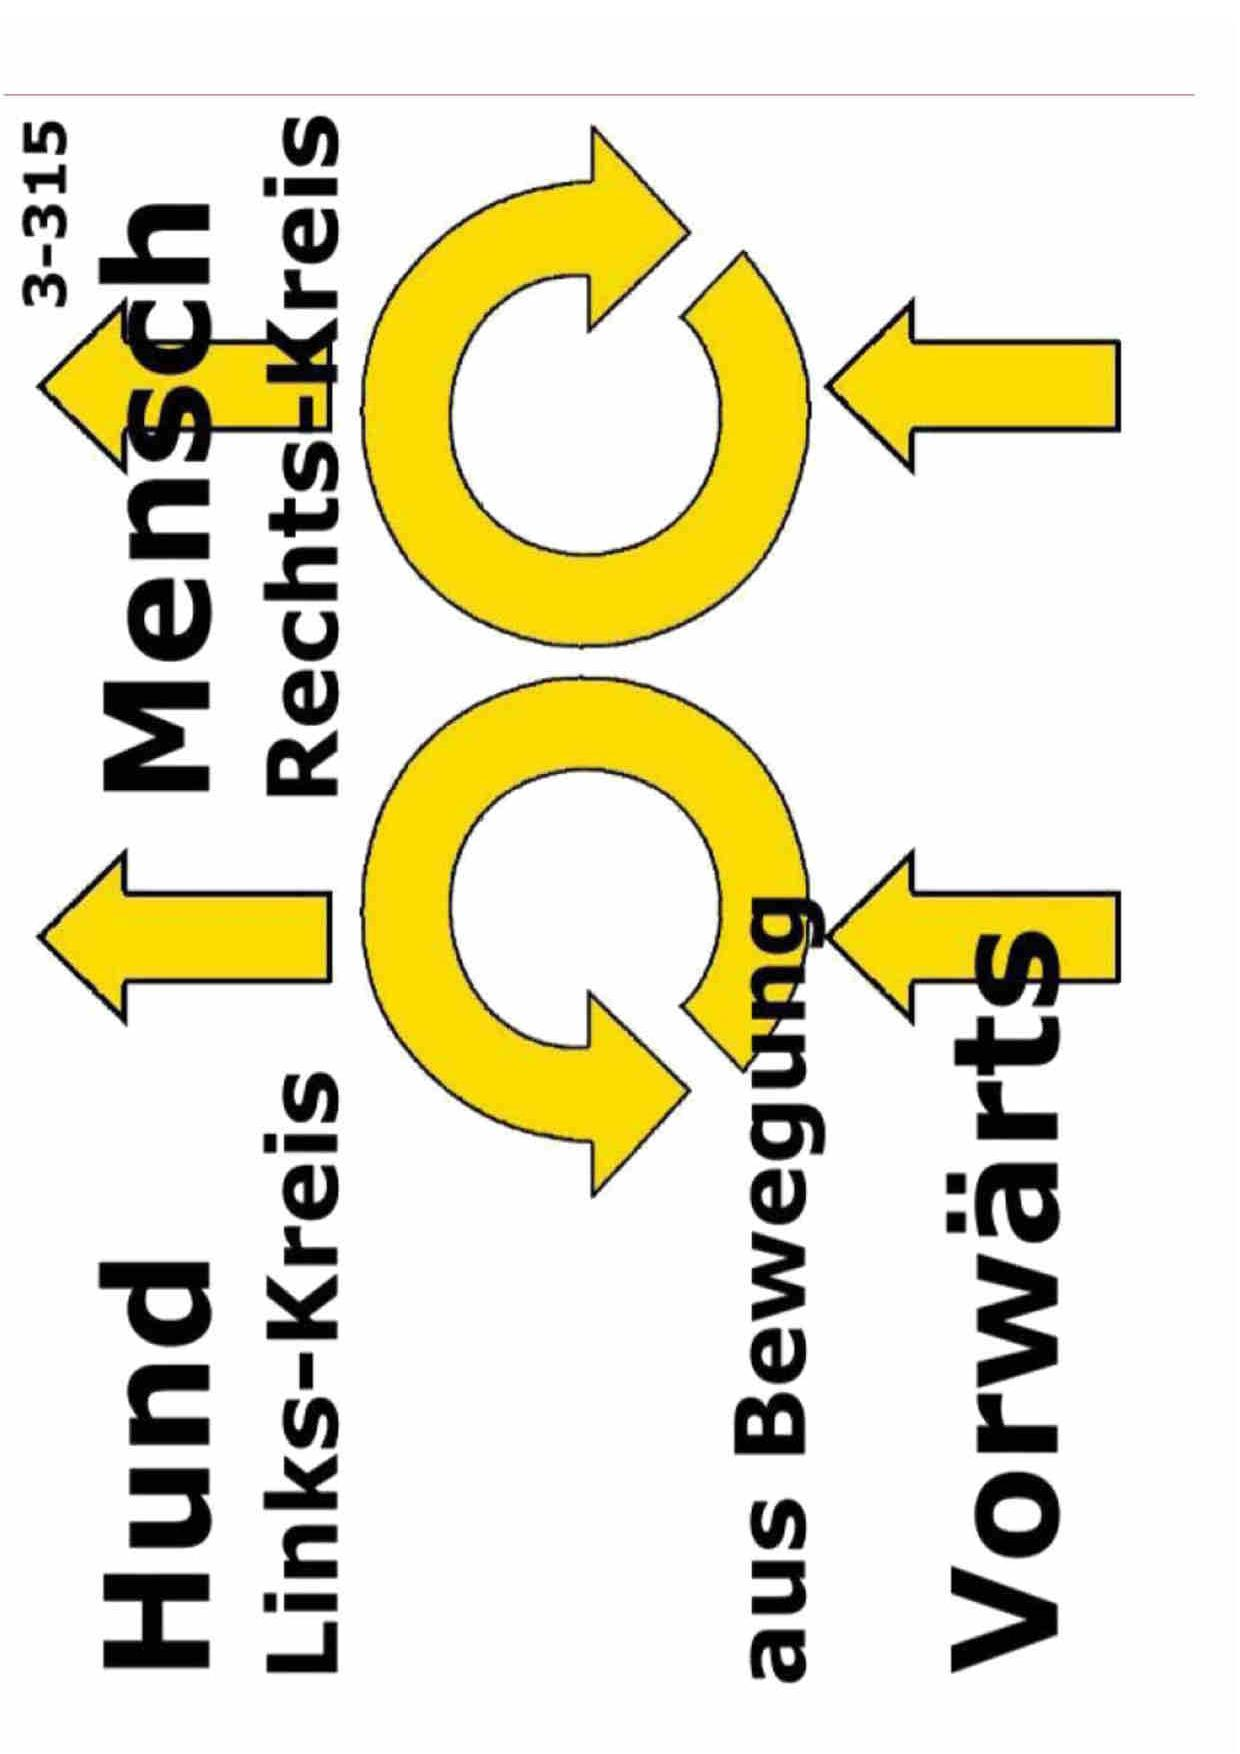 3-315
Hund Mensch
Links-Kreis Rechts-Kreis
aus Bewegung
Vorwärts